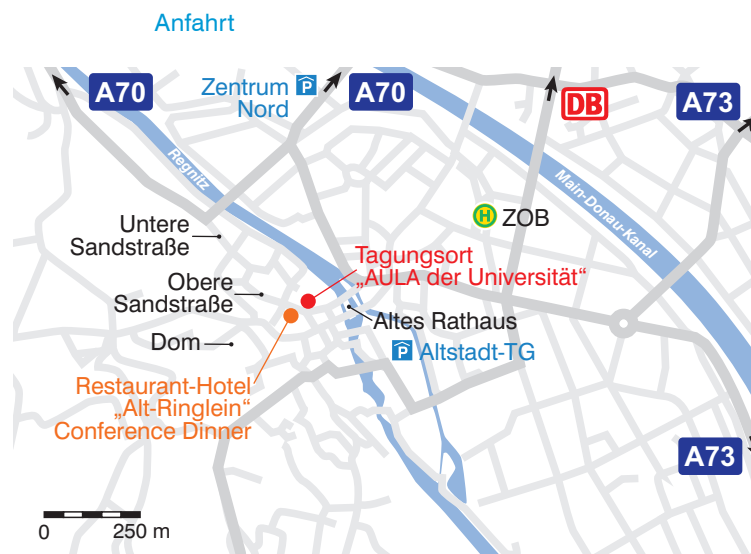 Anfahrt
A70
Zentrum P
Nord
A70
DB
A73
Regnitz
Main-Donau-Kanal
H ZOB
Untere
Sandstraße
Tagungsort
„AULA der Universität“
Obere
Sandstraße
Altes Rathaus
Dom
P Altstadt-TG
Restaurant-Hotel
„Alt-Ringlein“
Conference Dinner
A73
0 250 m